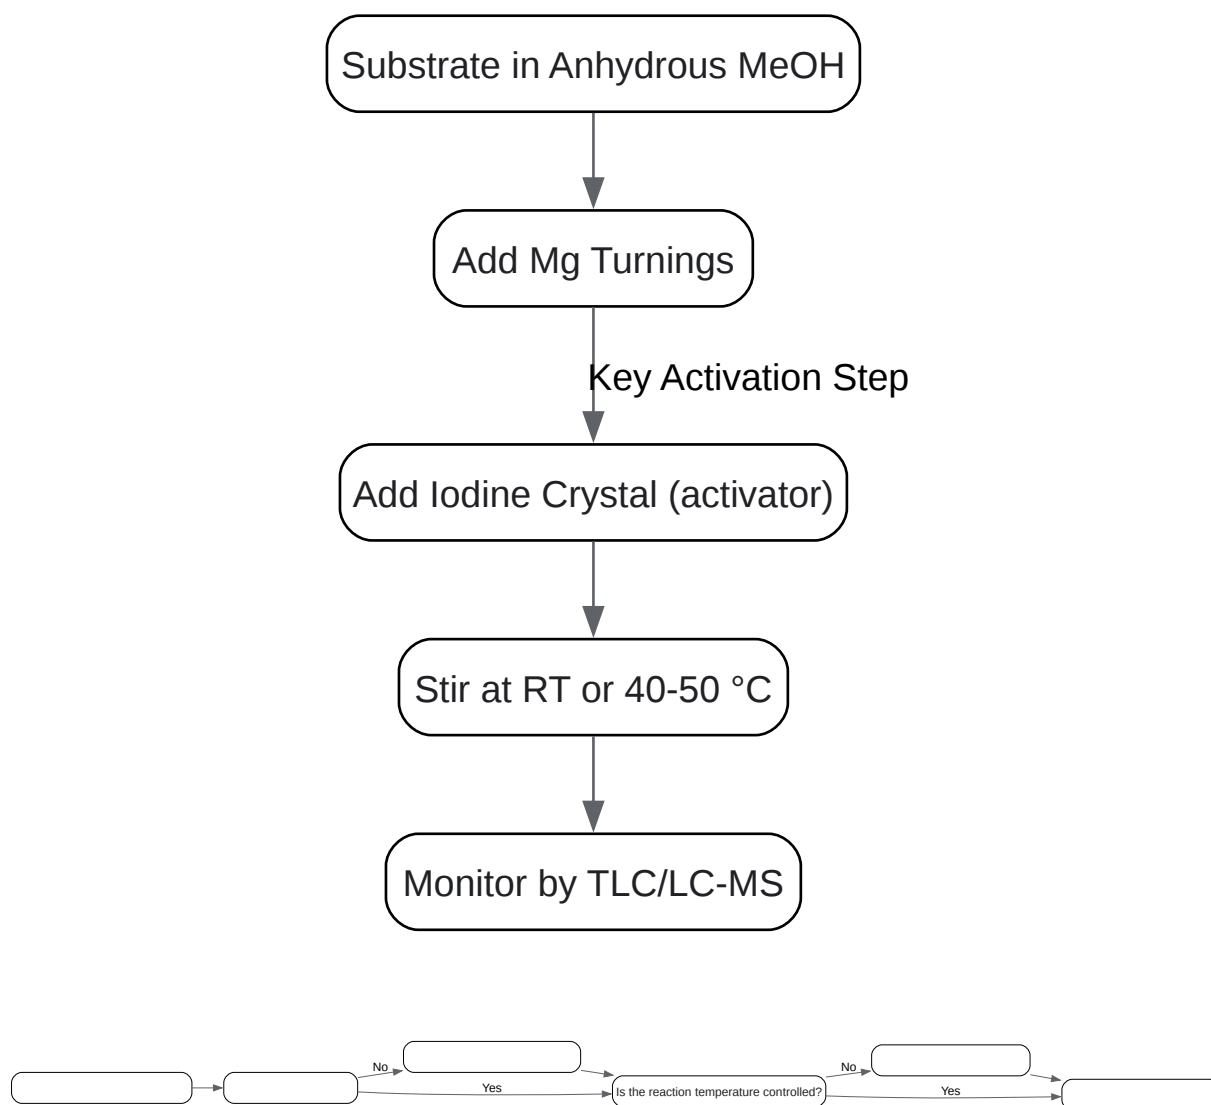 Substrate in Anhydrous MeOH
Add Mg Turnings
Key Activation Step
Add Iodine Crystal (activator)
Stir at RT or 40-50 °C
Monitor by TLC/LC-MS
No
Yes
Is the reaction temperature controlled?
No
Yes